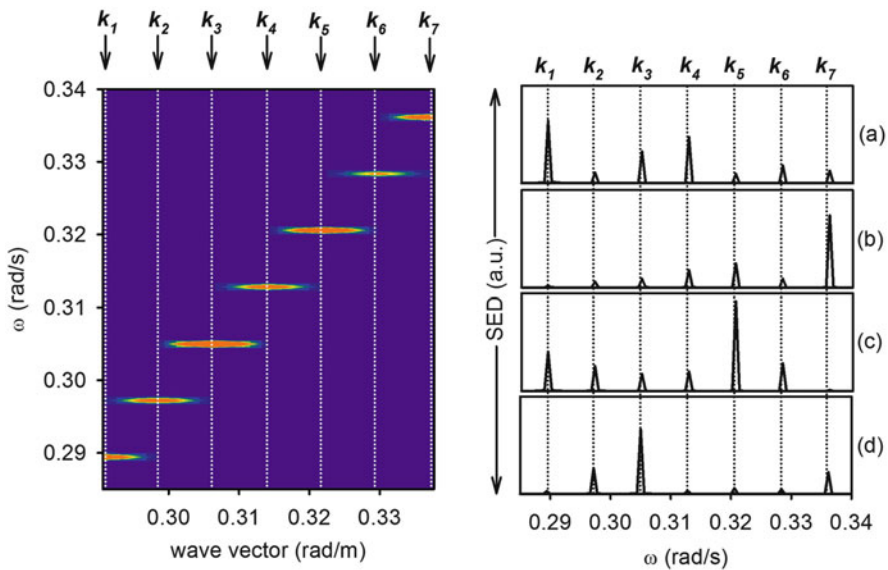 k1 k2 k3 k4 k5 k6 k7
0.34
0.33
0.32
0.31
0.30
0.29
ω (rad/s)
0.30 0.31 0.32 0.33
wave vector (rad/m)
k1 k2 k3 k4 k5 k6 k7
(a)
(b)
(c)
(d)
SED (a.u.)
0.29 0.30 0.31 0.32 0.33 0.34
ω (rad/s)